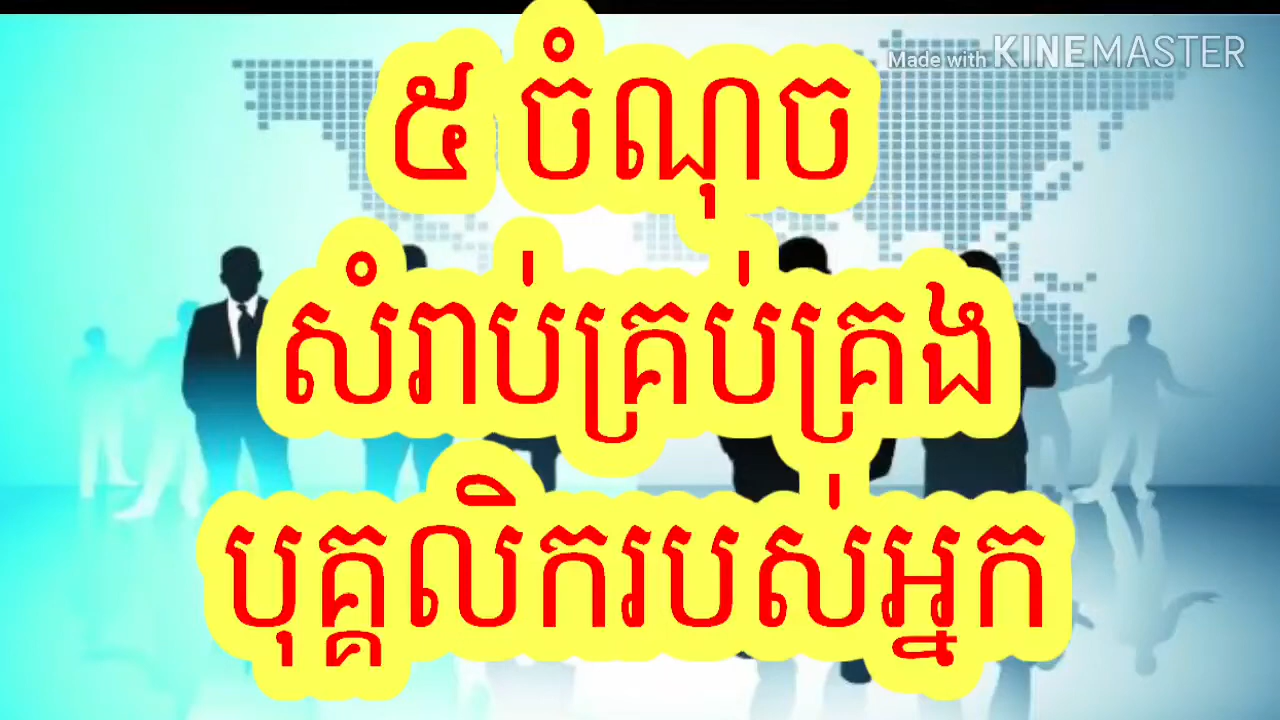 Made with KINEMASTER
៥ ចំណុច
សំរាប់គ្រប់គ្រង
បុគ្គលិករបស់អ្នក